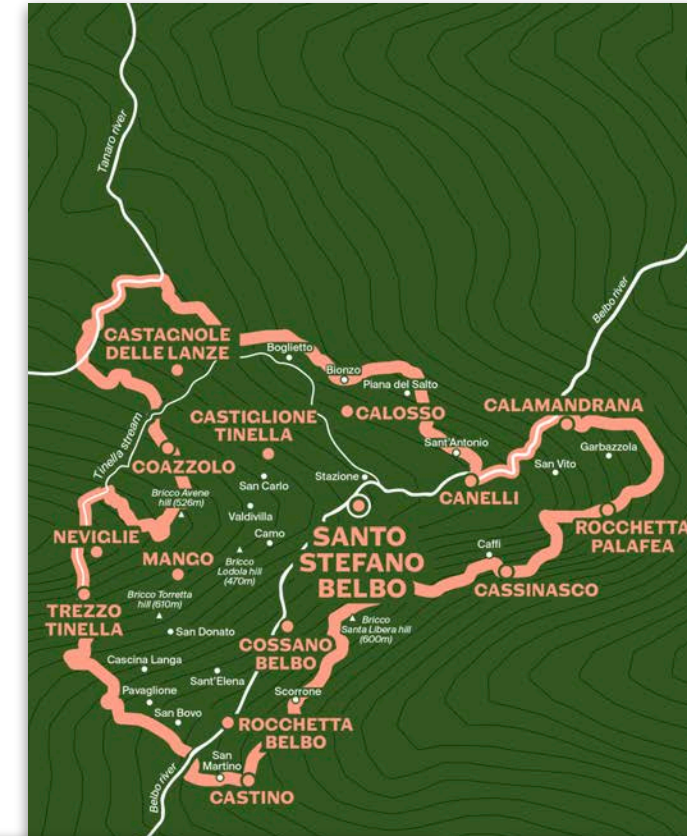 Tanaro river
Belbo river
CASTAGNOLE
DELLE LANZE
Boglietto
Bionzo
Piana del Salto
CALOSSO
CASTIGLIONE
TINELLA
CALAMANDRANA
Tinella stream
COAZZOLO
Sant'Antonio
Garbazzola
San Vito
Stazione
San Carlo
CANELLI
Bricco Avene
hill (526m)
Valdivilla
ROCCHETTA
PALAFEA
NEVIGLIE
Camo
SANTO
STEFANO
BELBO
Caffi
MANGO
Bricco
Lodola hill
(470m)
CASSINASCO
Bricco Torretta
hill (610m)
TREZZO
TINELLA
Bricco
Santa Libera hill
(600m)
San Donato
COSSANO
BELBO
Cascina Langa
Sant'Elena
Pavaglione
Scorrone
San Bovo
ROCCHETTA
BELBO
San
Martino
CASTINO
Belbo river